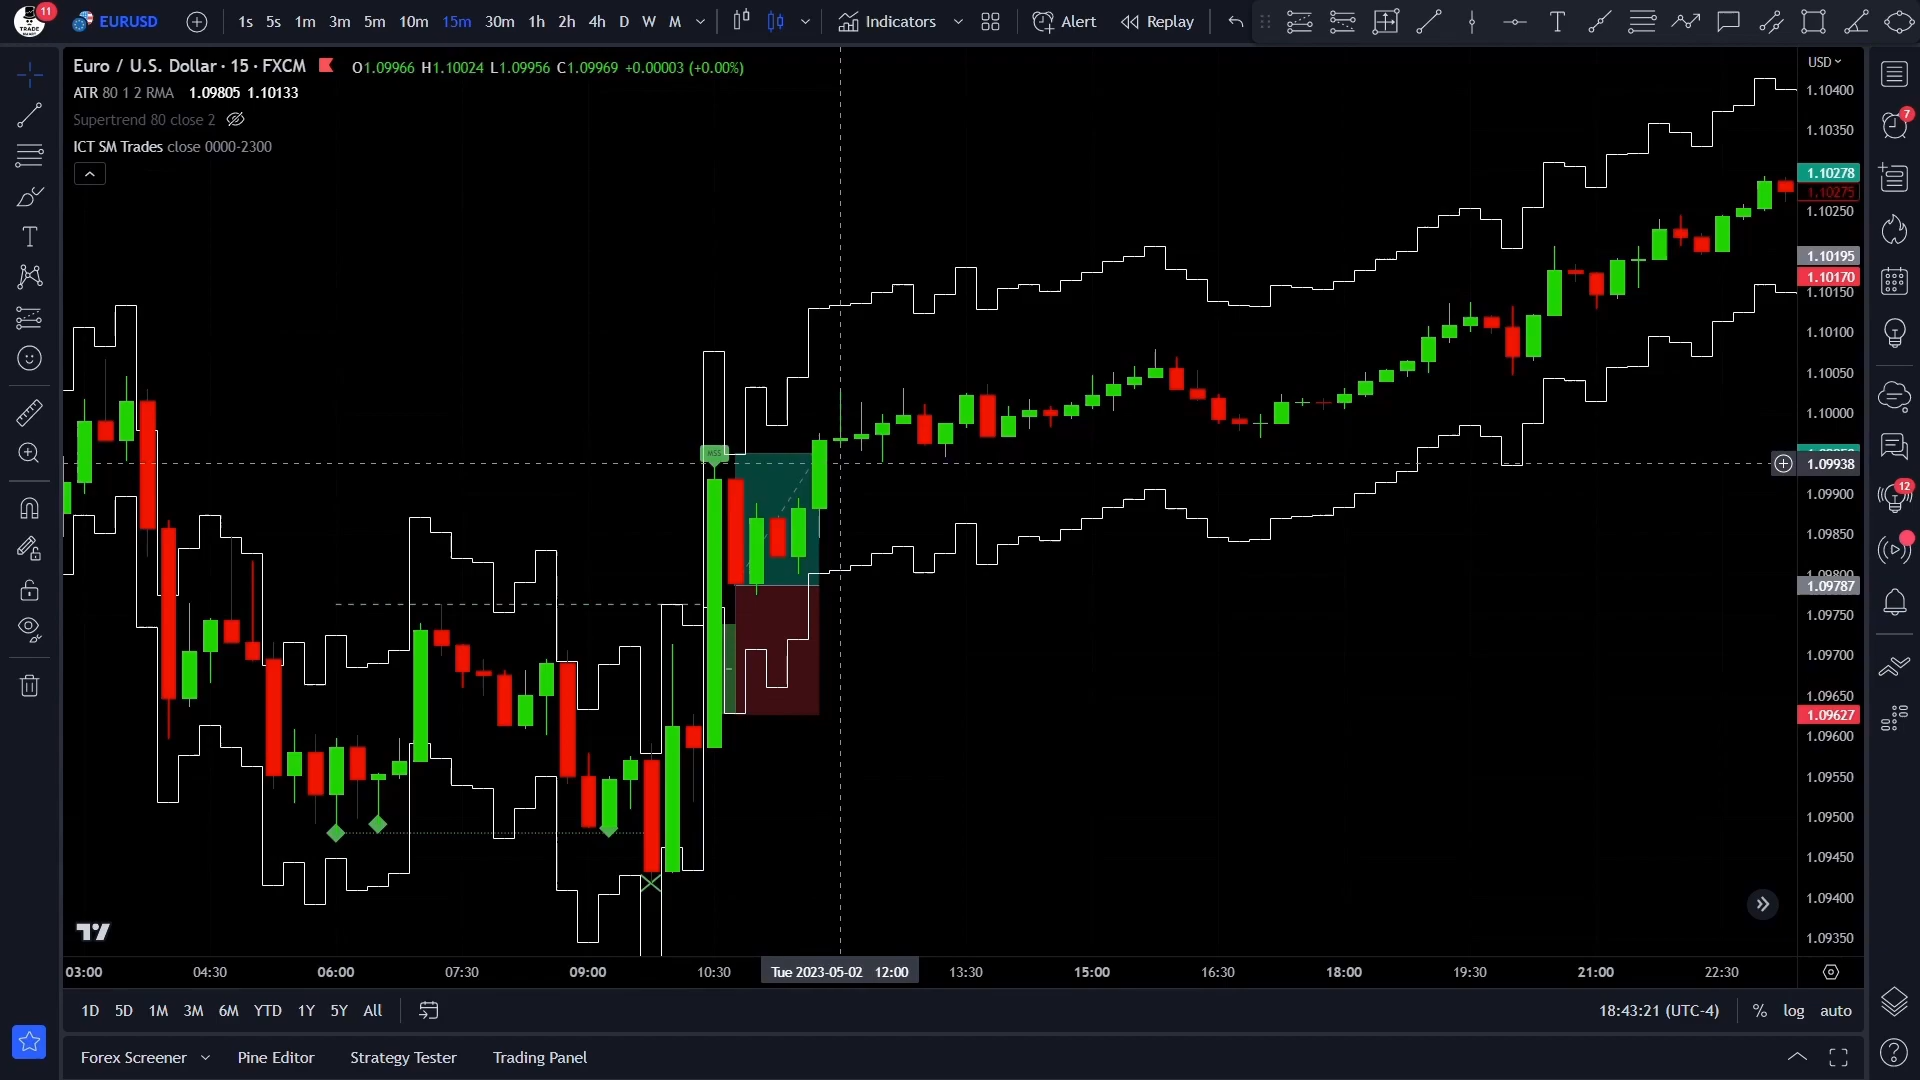 11
EURUSD
1s 5s 1m 3m 5m 10m 15m 30m 1h 2h 4h D W M
Indicators
Alert
Replay
Euro / U.S. Dollar · 15 · FXCM
O1.09966 H1.10024 L1.09956 C1.09969 +0.00003 (+0.00%)
ATR 80 1 2 RMA 1.09805 1.10133
Supertrend 80 close 2
ICT SM Trades close 0000-2300
MSS
USD
1.10400
1.10350
1.10278
1.10275
1.10250
1.10195
1.10170
1.10150
1.10100
1.10050
1.10000
1.09938
1.09900
1.09850
1.09800
1.09787
1.09750
1.09700
1.09650
1.09627
1.09600
1.09550
1.09500
1.09450
1.09400
1.09350
7
12
03:00 04:30 06:00 07:30 09:00 10:30 Tue 2023-05-02 12:00 13:30 15:00 16:30 18:00 19:30 21:00 22:30
1D 5D 1M 3M 6M YTD 1Y 5Y All
18:43:21 (UTC-4) % log auto
Forex Screener Pine Editor Strategy Tester Trading Panel